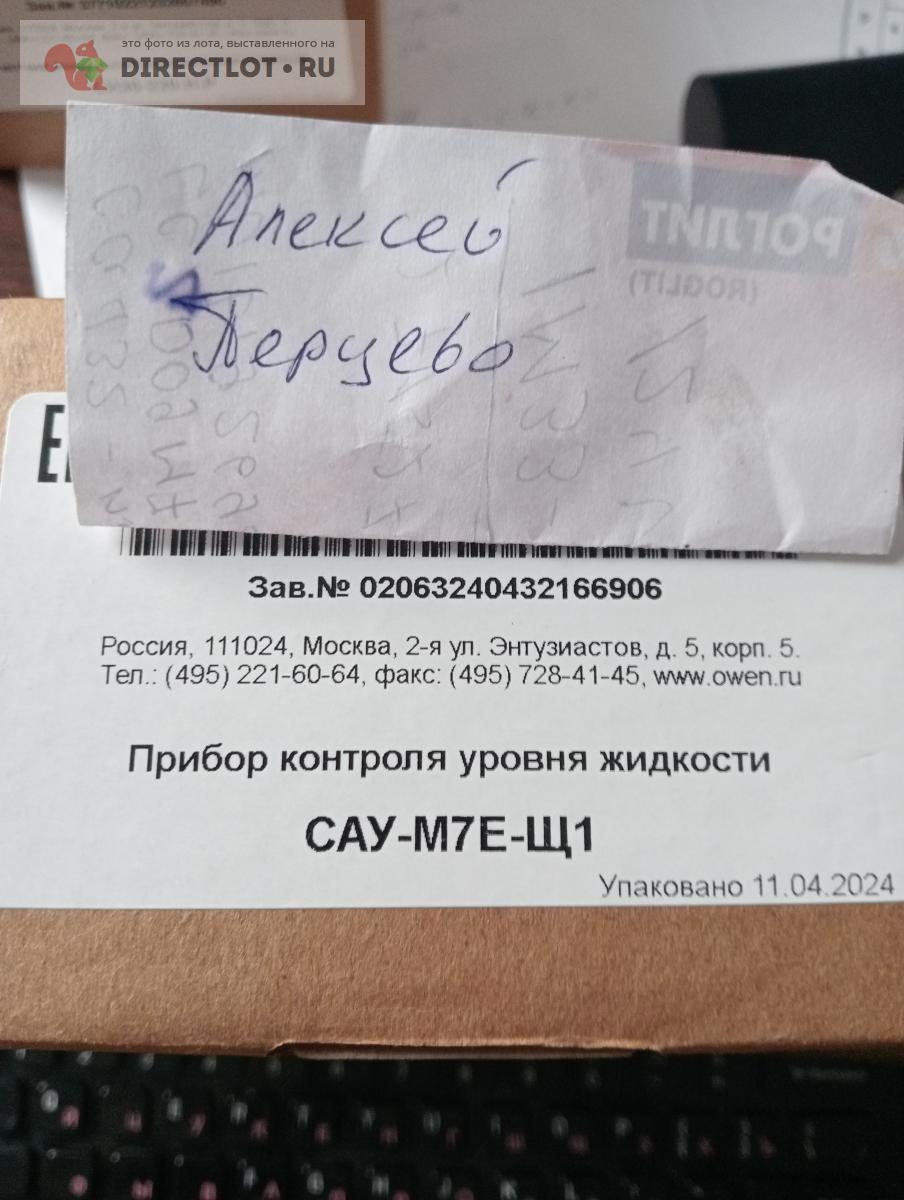 это фото из лота, выставленного на
DIRECTLOT.RU
Алексей
Перцево
РОГЛИТ
(ROGLIT)
Зав.№ 02063240432166906
Россия, 111024, Москва, 2-я ул. Энтузиастов, д. 5, корп. 5.
Тел.: (495) 221-60-64, факс: (495) 728-41-45, www.owen.ru
Прибор контроля уровня жидкости
САУ-М7Е-Щ1
Упаковано 11.04.2024